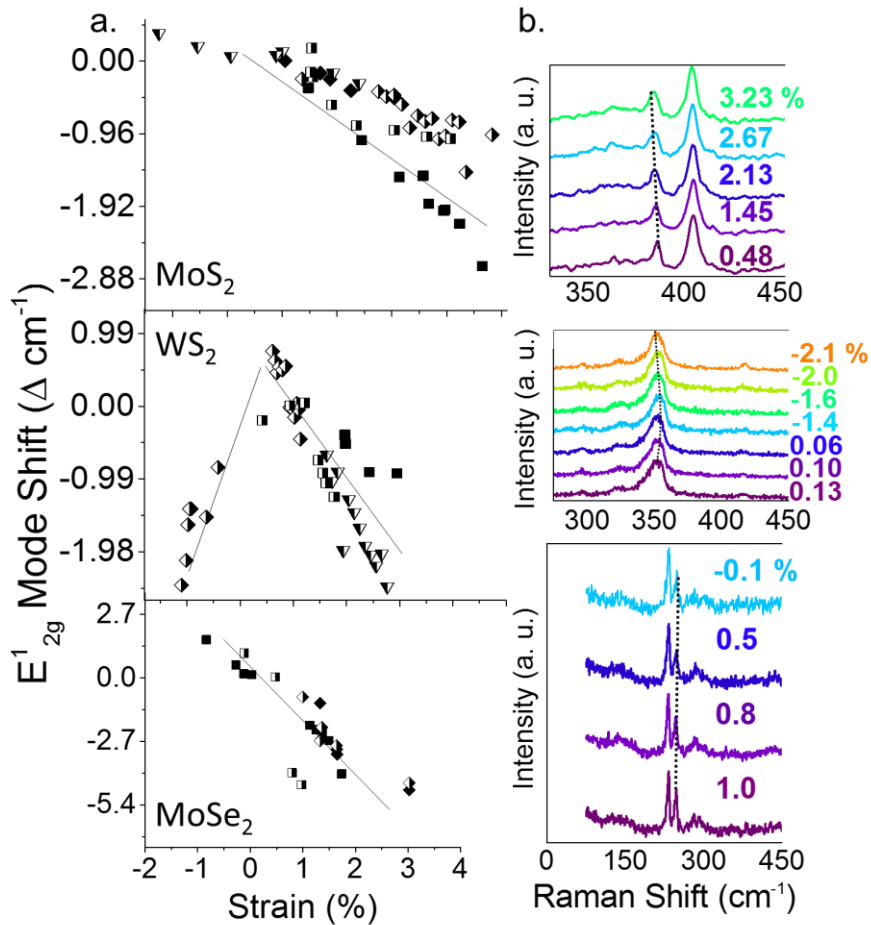 a.
0.00
-0.96
-1.92
-2.88
MoS2
0.99
0.00
-0.99
-1.98
WS2
2.7
0.0
-2.7
-5.4
MoSe2
E12g Mode Shift (Δ cm-1)
-2 -1 0 1 2 3 4
Strain (%)
b.
Intensity (a. u.)
3.23 %
2.67
2.13
1.45
0.48
350 400 450
Intensity (a. u.)
-2.1 %
-2.0
-1.6
-1.4
0.06
0.10
0.13
300 350 400 450
Intensity (a. u.)
-0.1 %
0.5
0.8
1.0
0 150 300 450
Raman Shift (cm-1)